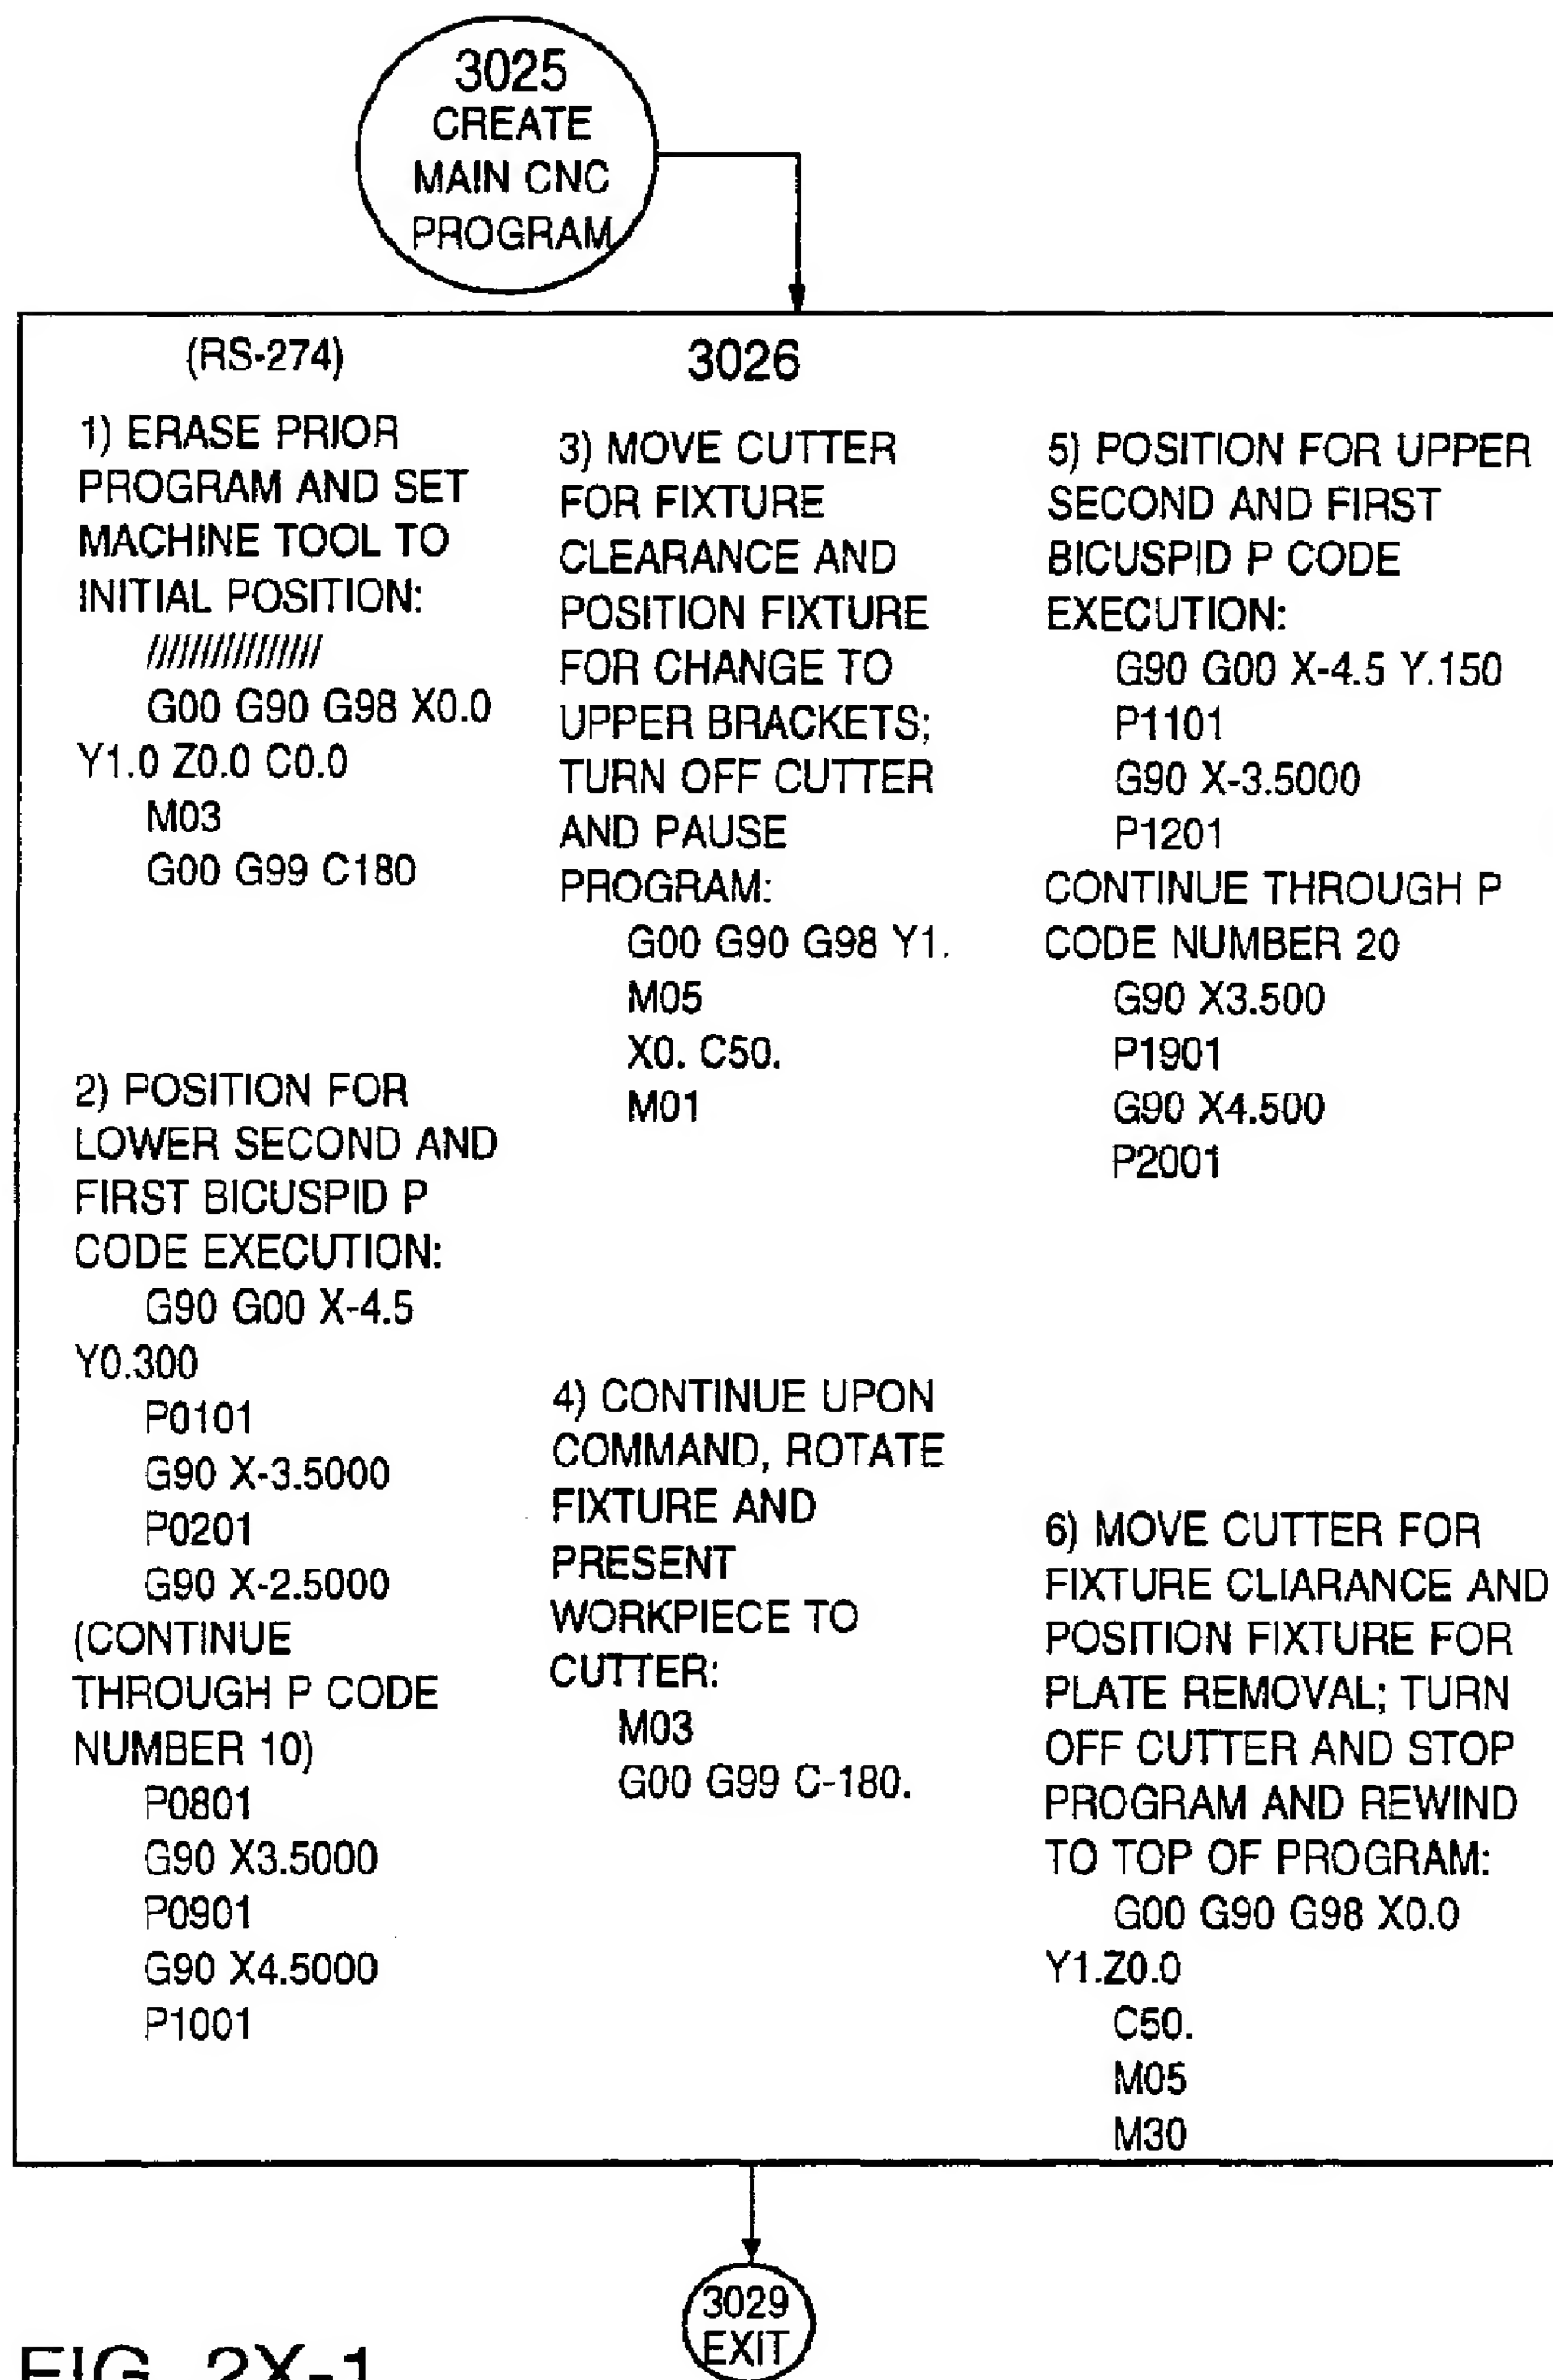 3025
CREATE
MAIN CNC
PROGRAM
(RS-274)
3026
1) ERASE PRIOR
PROGRAM AND SET
MACHINE TOOL TO
INITIAL POSITION:
///////////////
G00 G90 G98 X0.0
Y1.0 Z0.0 C0.0
M03
G00 G99 C180
2) POSITION FOR
LOWER SECOND AND
FIRST BICUSPID P
CODE EXECUTION:
G90 G00 X-4.5
Y0.300
P0101
G90 X-3.5000
P0201
G90 X-2.5000
(CONTINUE
THROUGH P CODE
NUMBER 10)
P0801
G90 X3.5000
P0901
G90 X4.5000
P1001
3) MOVE CUTTER
FOR FIXTURE
CLEARANCE AND
POSITION FIXTURE
FOR CHANGE TO
UPPER BRACKETS;
TURN OFF CUTTER
AND PAUSE
PROGRAM:
G00 G90 G98 Y1.
M05
X0. C50.
M01
4) CONTINUE UPON
COMMAND, ROTATE
FIXTURE AND
PRESENT
WORKPIECE TO
CUTTER:
M03
G00 G99 C-180.
5) POSITION FOR UPPER
SECOND AND FIRST
BICUSPID P CODE
EXECUTION:
G90 G00 X-4.5 Y.150
P1101
G90 X-3.5000
P1201
CONTINUE THROUGH P
CODE NUMBER 20
G90 X3.500
P1901
G90 X4.500
P2001
6) MOVE CUTTER FOR
FIXTURE CLIARANCE AND
POSITION FIXTURE FOR
PLATE REMOVAL; TURN
OFF CUTTER AND STOP
PROGRAM AND REWIND
TO TOP OF PROGRAM:
G00 G90 G98 X0.0
Y1.Z0.0
C50.
M05
M30
3029
EXIT
FIG. 2X-1